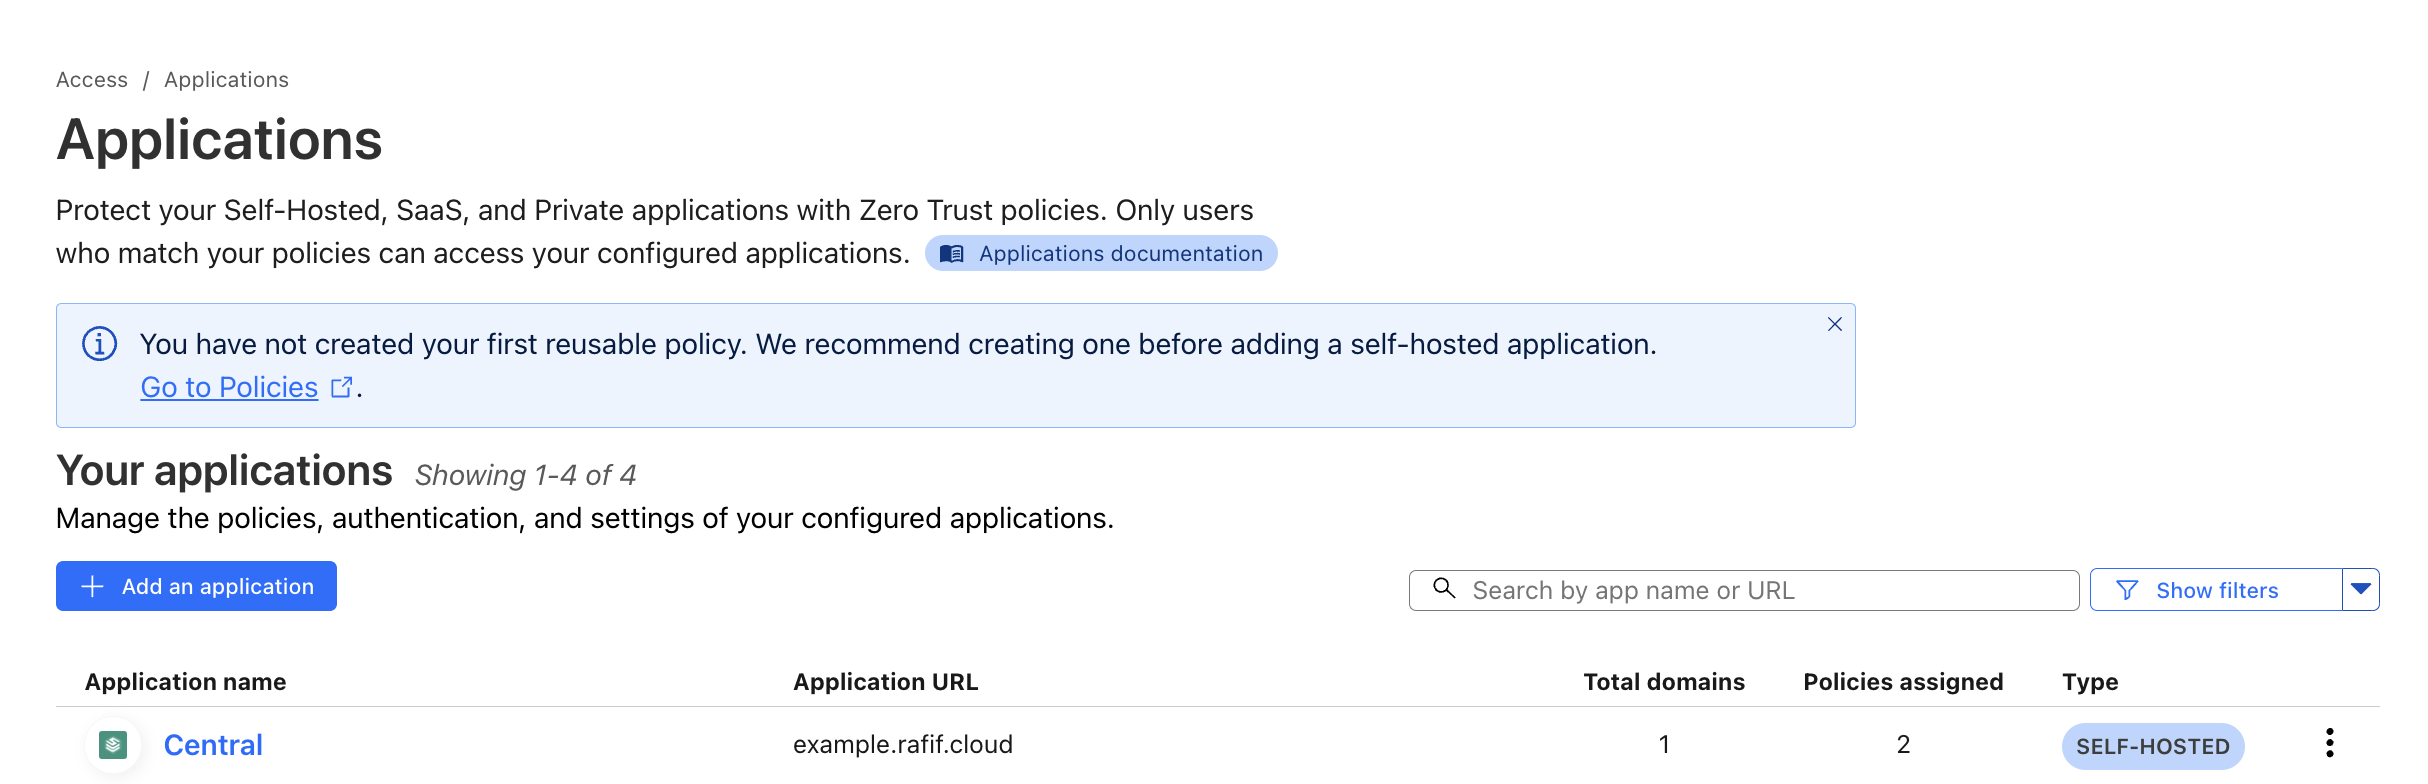 Access / Applications
Applications
Protect your Self-Hosted, SaaS, and Private applications with Zero Trust policies. Only users
who match your policies can access your configured applications. Applications documentation
You have not created your first reusable policy. We recommend creating one before adding a self-hosted application.
Go to Policies .
Your applications Showing 1-4 of 4
Manage the policies, authentication, and settings of your configured applications.
Add an application Search by app name or URL Show filters
Application name Application URL Total domains Policies assigned Type
Central example.rafif.cloud 1 2 SELF-HOSTED